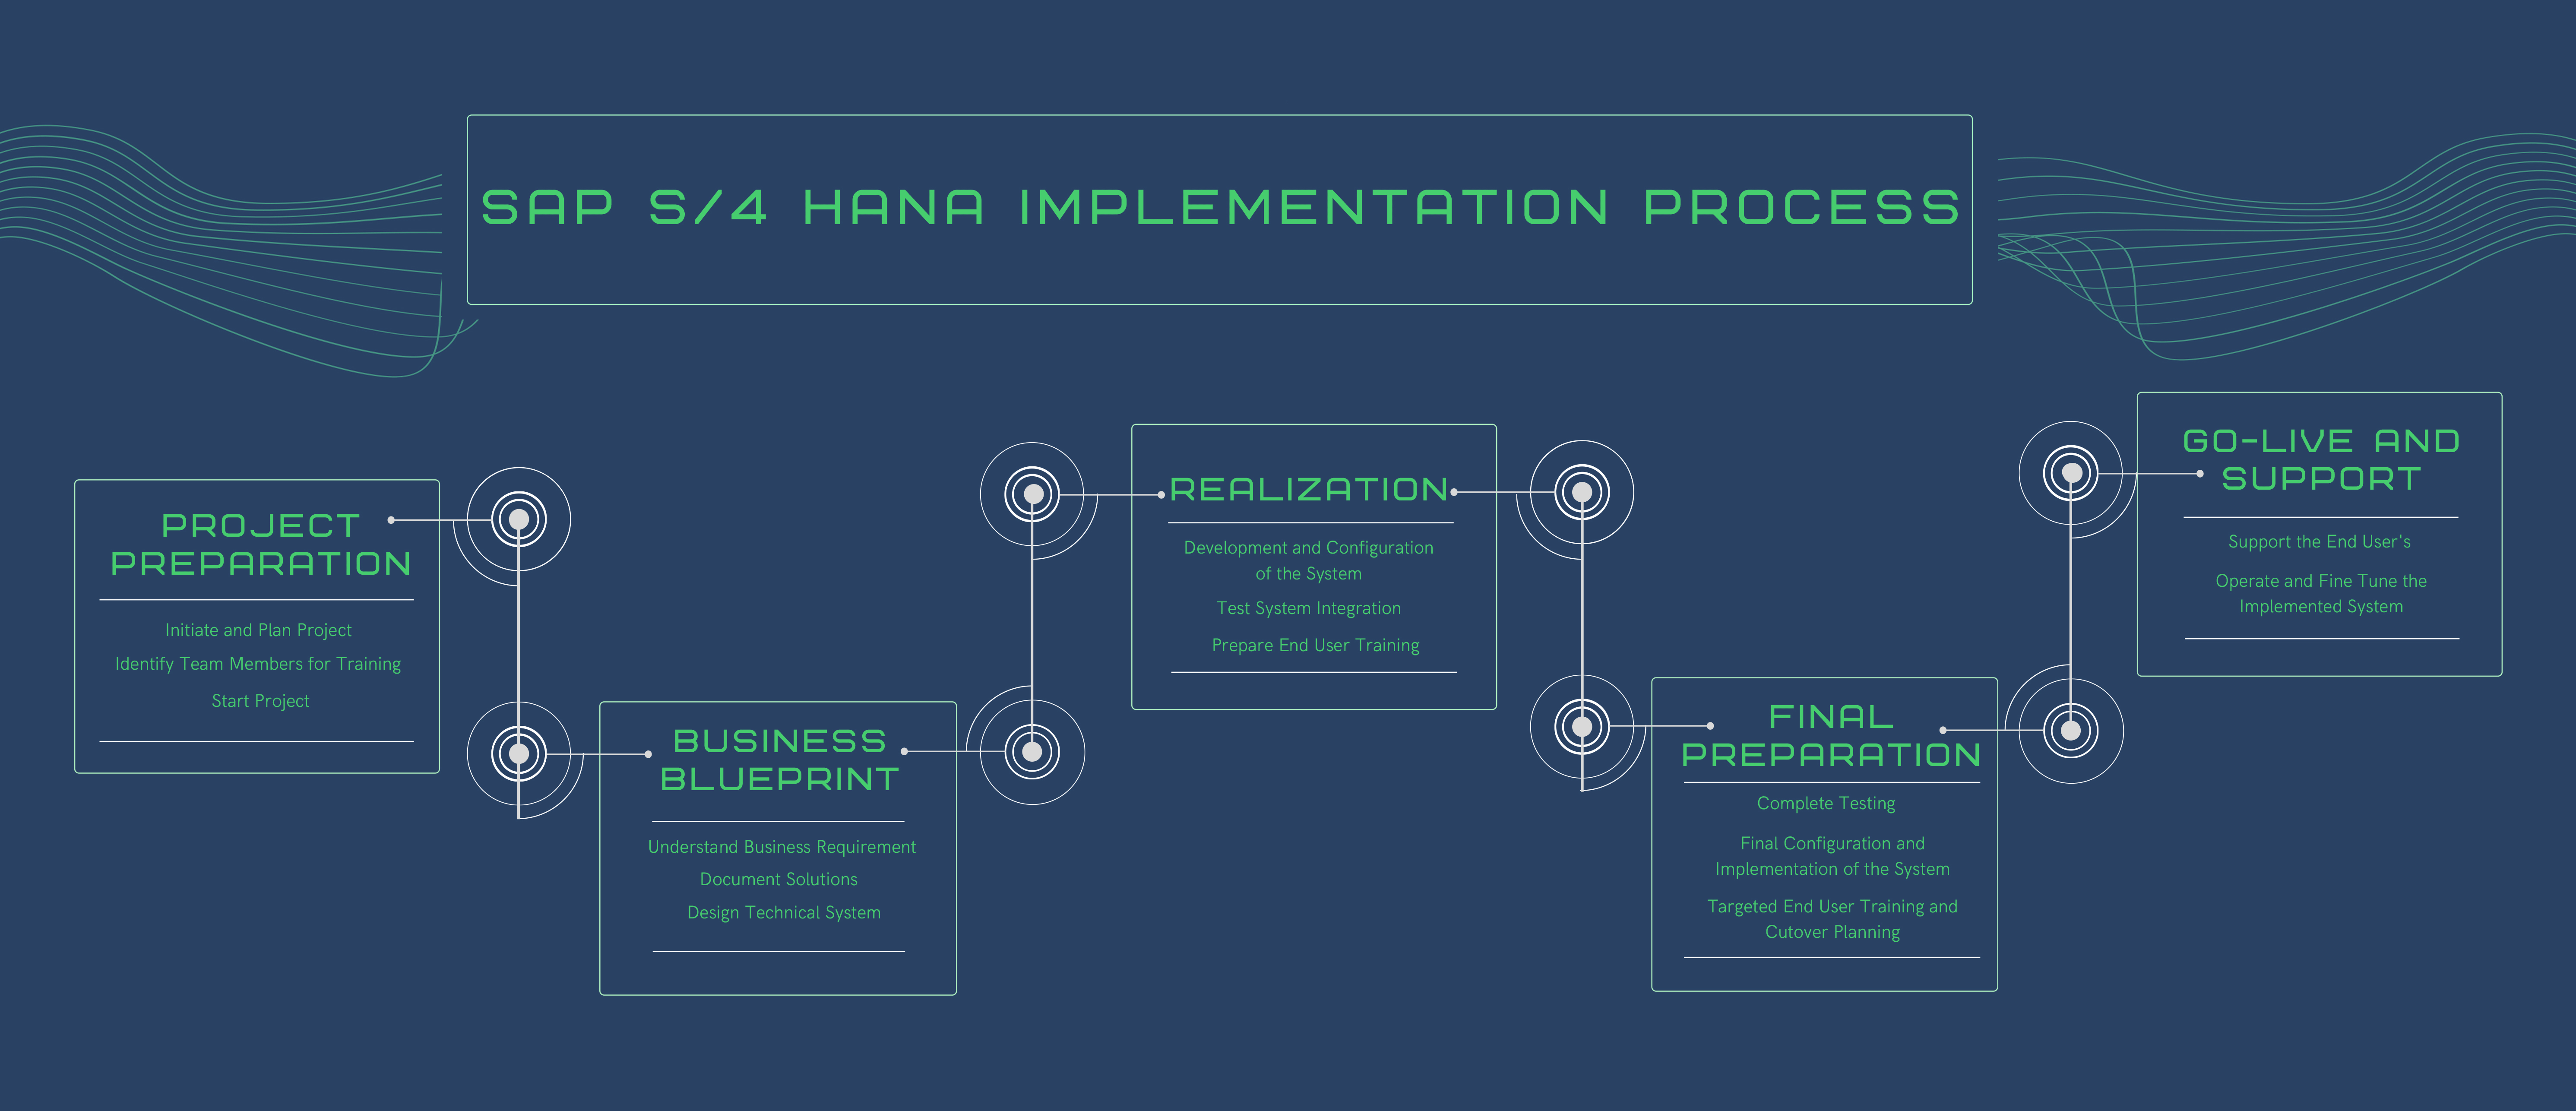 SAP S/4 HANA IMPLEMENTATION PROCESS
PROJECT
PREPARATION
Initiate and Plan Project
Identify Team Members for Training
Start Project
BUSINESS
BLUEPRINT
Understand Business Requirement
Document Solutions
Design Technical System
REALIZATION
Development and Configuration
of the System
Test System Integration
Prepare End User Training
FINAL
PREPARATION
Complete Testing
Final Configuration and
Implementation of the System
Targeted End User Training and
Cutover Planning
GO-LIVE AND
SUPPORT
Support the End User's
Operate and Fine Tune the
Implemented System